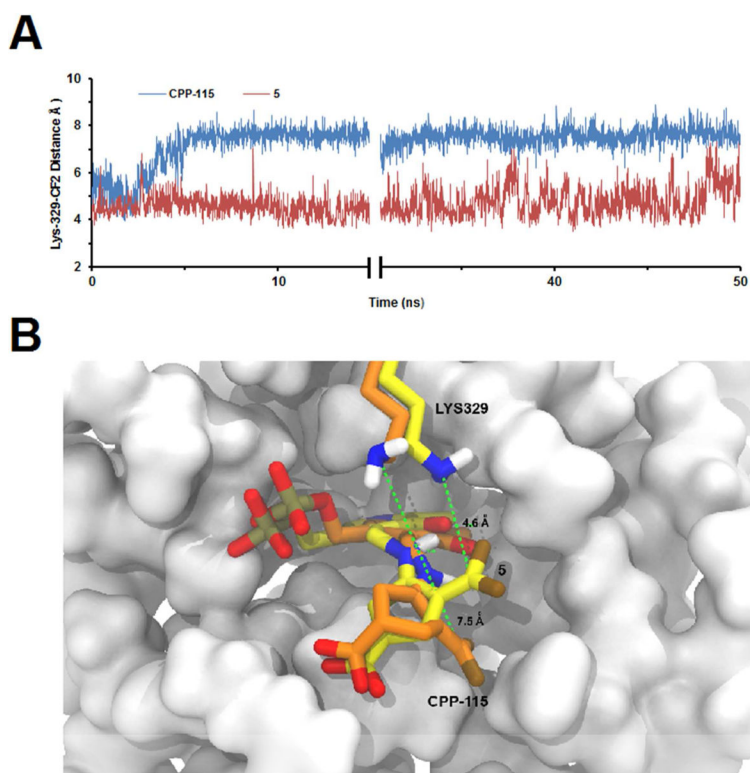 A
CPP-115 5
Lys-329-CF2 Distance Å )
10
8
6
4
2
0 10 40 50
Time (ns)
B
LYS329
4.6 Å
5
7.5 Å
CPP-115